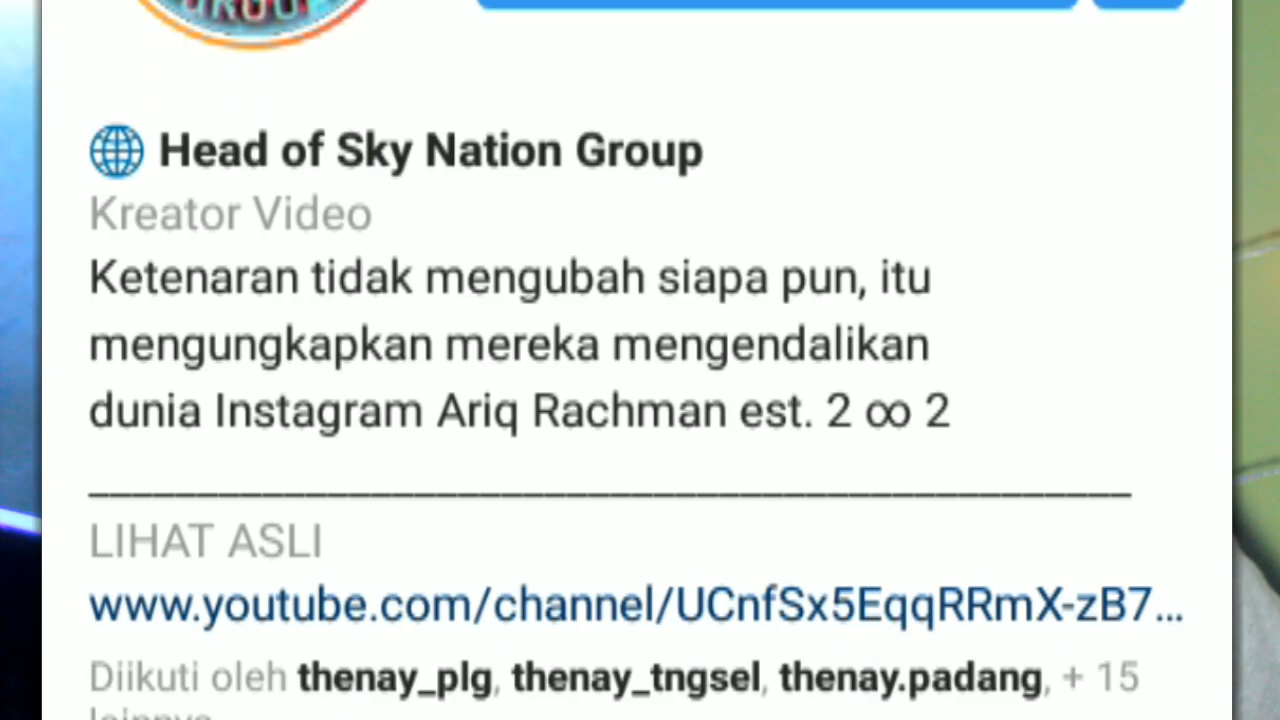 Head of Sky Nation Group
Kreator Video
Ketenaran tidak mengubah siapa pun, itu
mengungkapkan mereka mengendalikan
dunia Instagram Ariq Rachman est. 2 ∞ 2
________________________________________
LIHAT ASLI
www.youtube.com/channel/UCnfSx5EqqRRmX-zB7...
Diikuti oleh thenay_plg, thenay_tngsel, thenay.padang, + 15